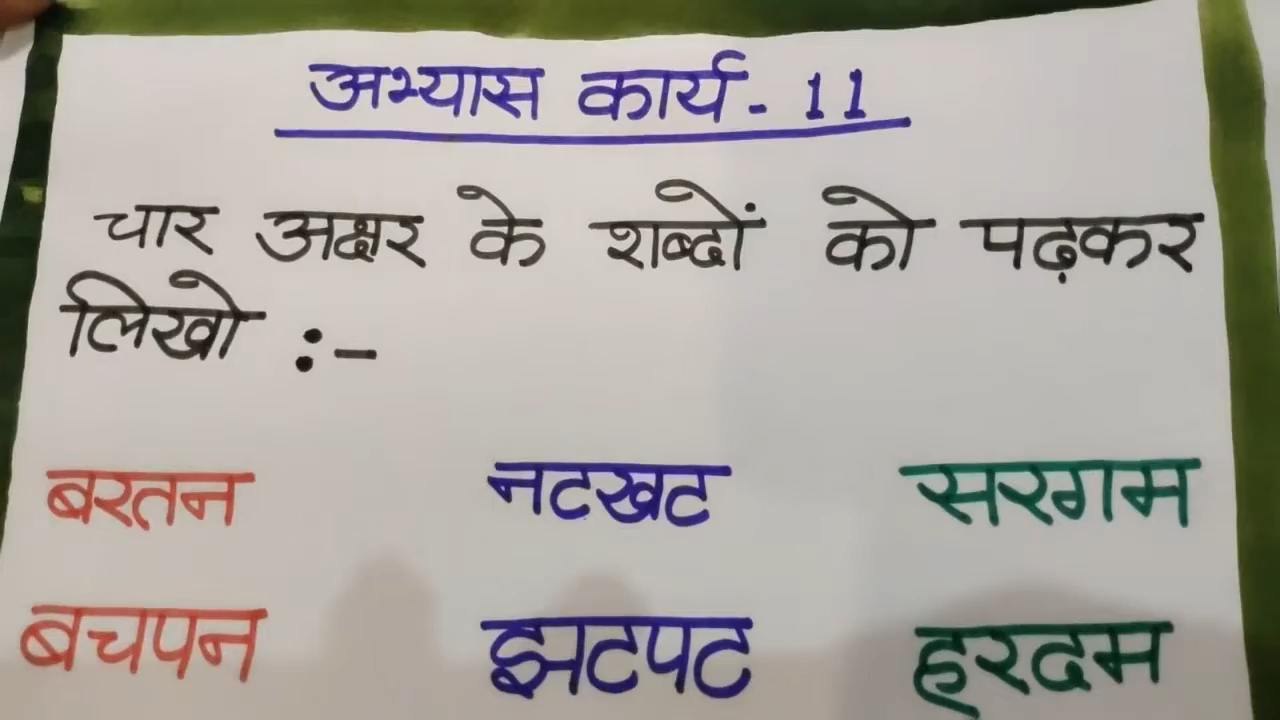 अभ्यास कार्य - 11
चार अक्षर के शब्दों को पढ़कर
लिखो :-
बरतन नटखट सरगम
बचपन झटपट हरदम